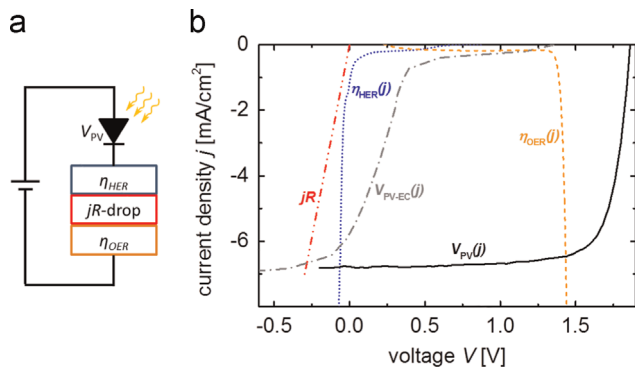 a
V_PV
η_HER
jR-drop
η_OER
b
current density j [mA/cm²]
0
-2
-4
-6
η_HER(j)
η_OER(j)
V_PV-EC(j)
jR
V_PV(j)
-0.5
0.0
0.5
1.0
1.5
voltage V [V]